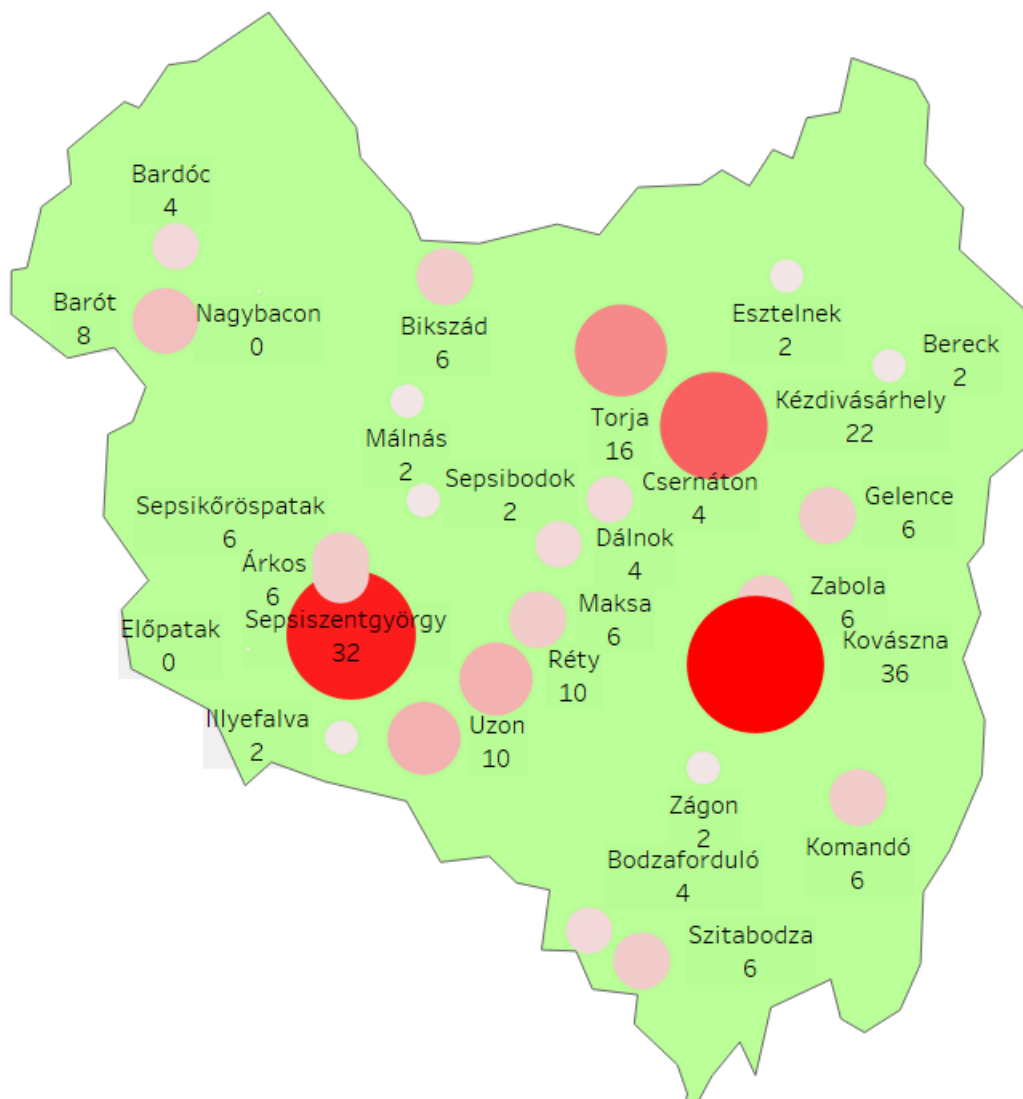 Bardóc
4
Barót
8
Nagybacon
0
Bikszád
6
Esztelnek
2
Bereck
2
Torja
16
Kézdivásárhely
22
Málnás
2
Sepsibodok
2
Csernáton
4
Gelence
6
Sepsikőröspatak
6
Dálnok
4
Árkos
6
Zabola
6
Maksa
6
Előpatak
0
Sepsiszentgyörgy
32
Kovászna
36
Réty
10
Illyefalva
2
Uzon
10
Zágon
2
Komandó
6
Bodzaforduló
4
Szitabodza
6